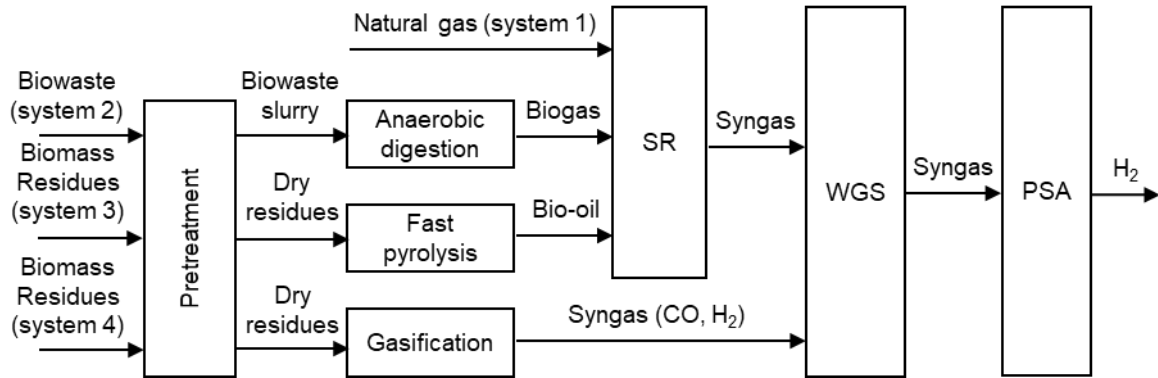 Natural gas (system 1)
Biowaste
(system 2)
Biowaste
slurry
Anaerobic
digestion
Biogas
SR
Syngas
WGS
Syngas
PSA
H₂
Biomass
Residues
(system 3)
Pretreatment
Dry
residues
Fast
pyrolysis
Bio-oil
Biomass
Residues
(system 4)
Dry
residues
Gasification
Syngas (CO, H₂)